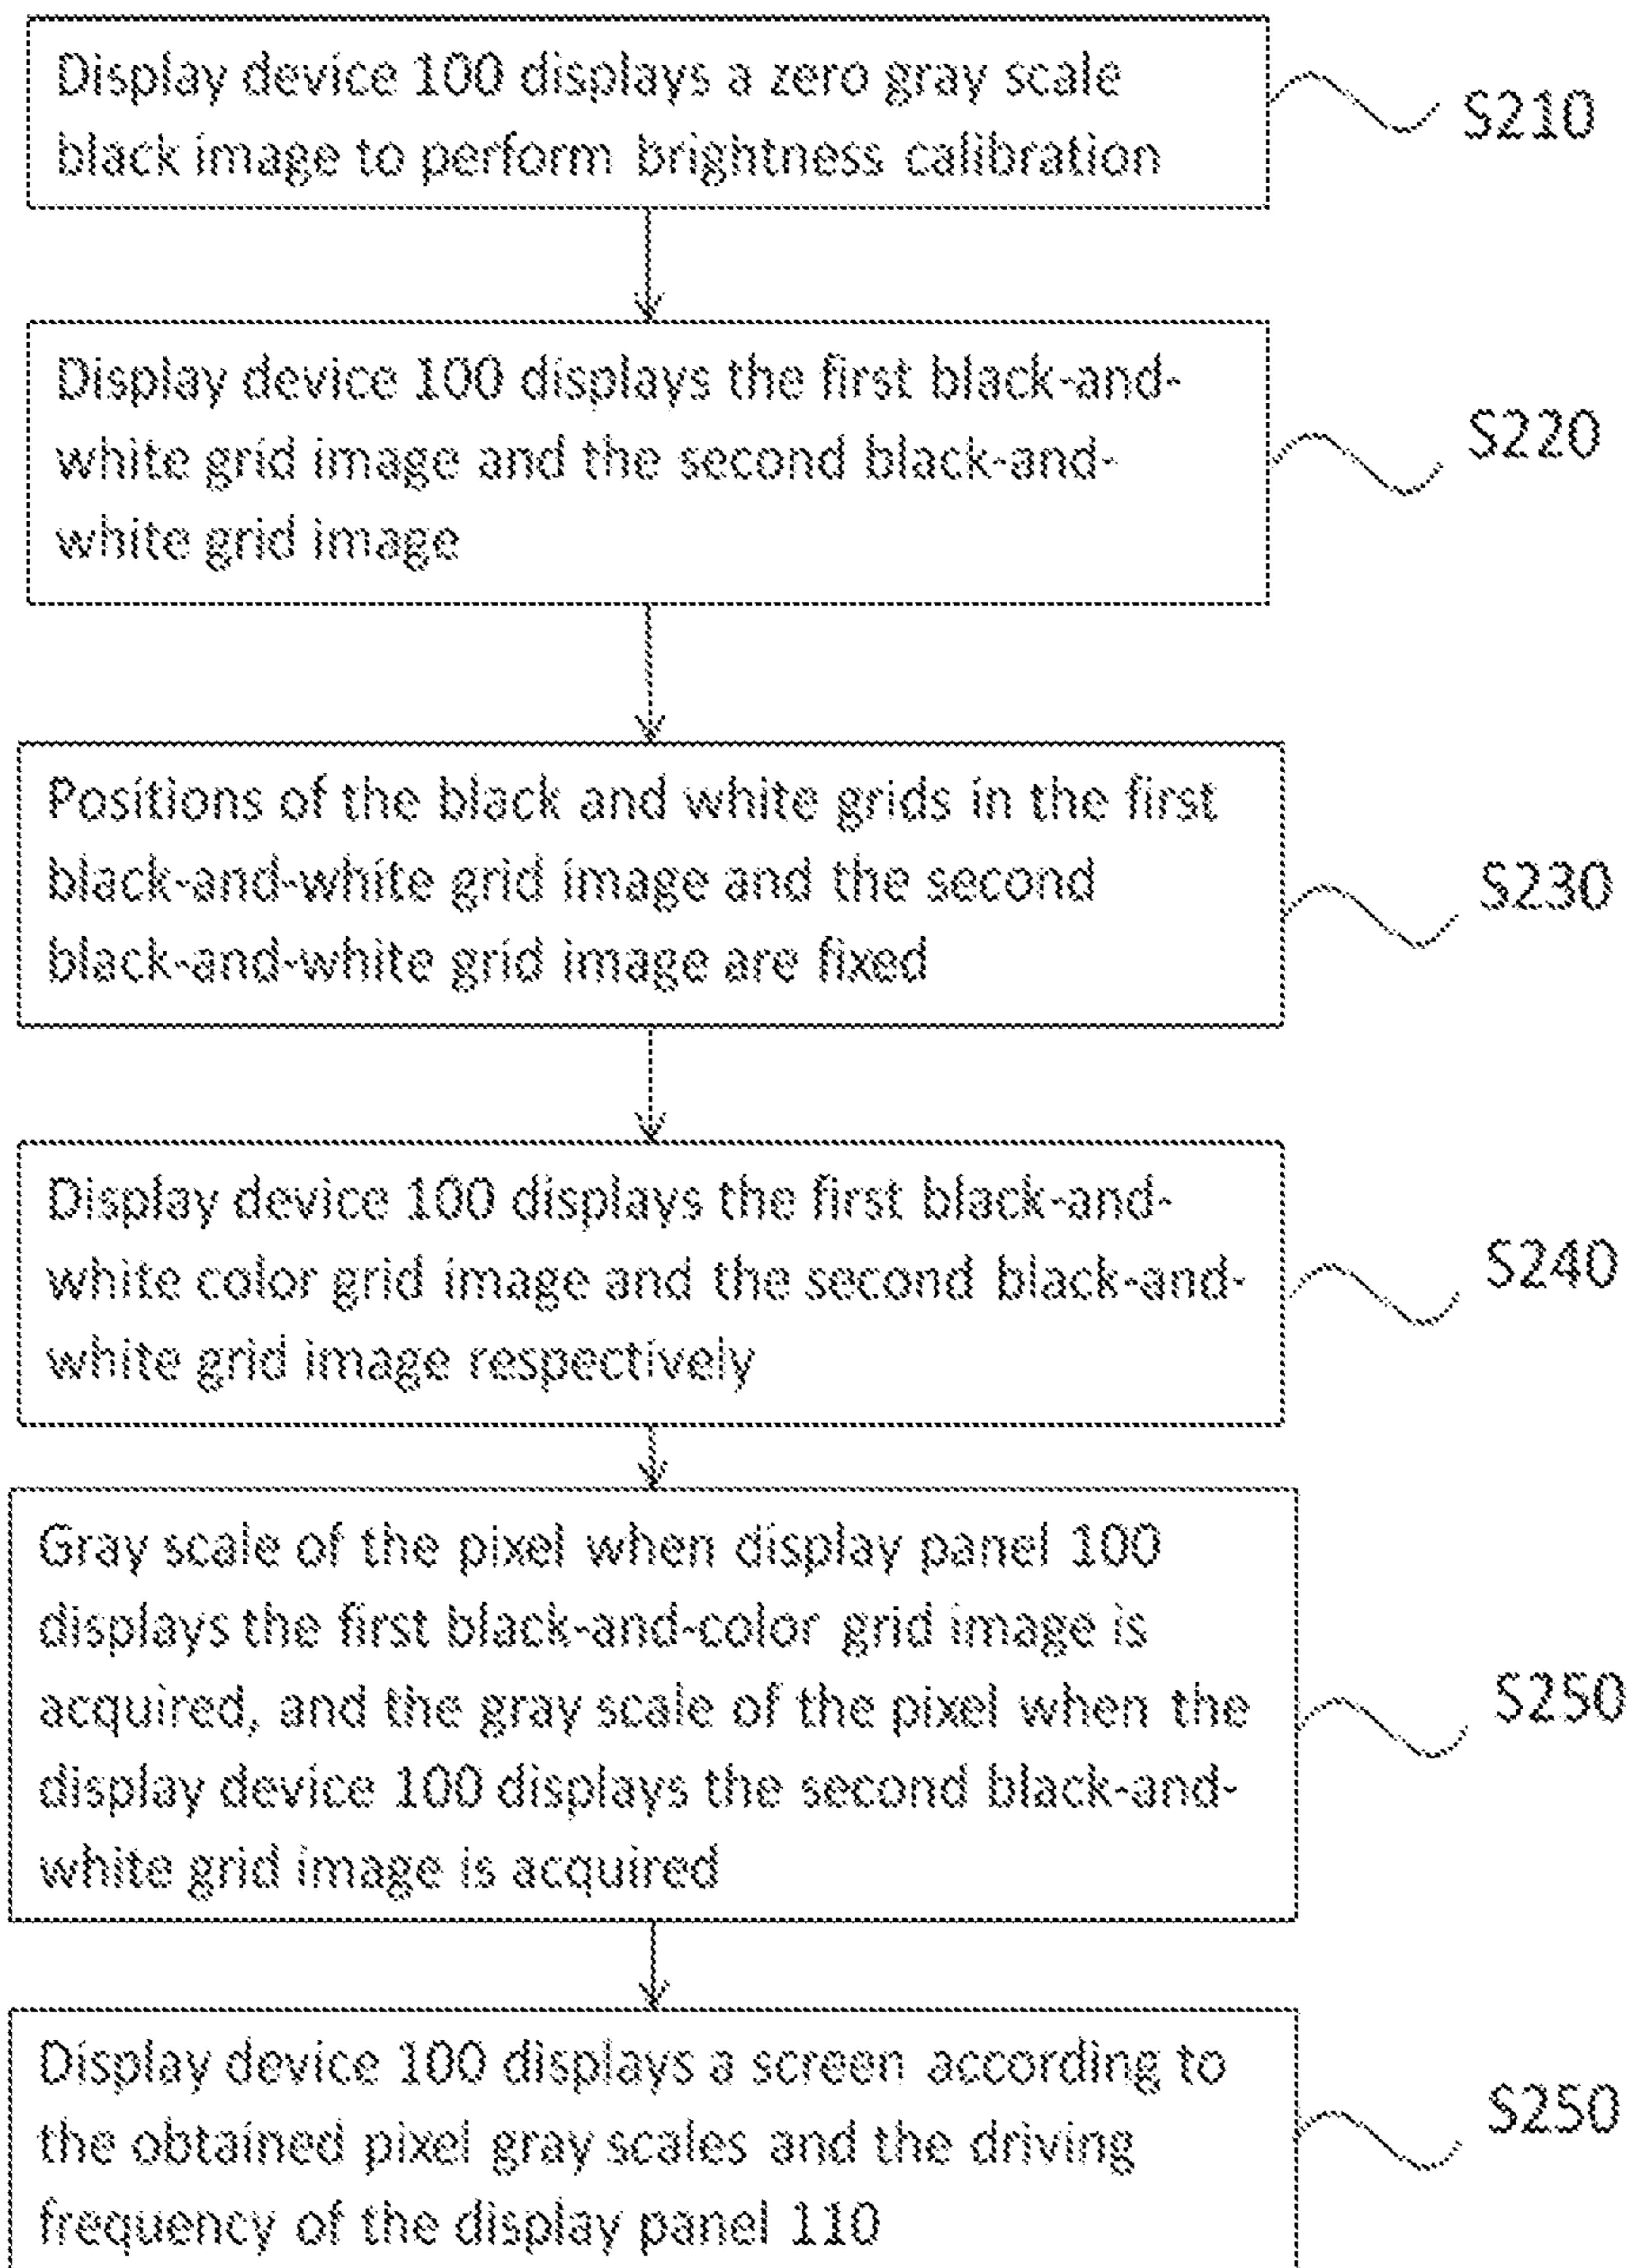 Display device 100 displays a zero gray scale
black image to perform brightness calibration
S210
Display device 100 displays the first black-and-
white grid image and the second black-and-
white grid image
S220
Positions of the black and white grids in the first
black-and-white grid image and the second
black-and-white grid image are fixed
S230
Display device 100 displays the first black-and-
white color grid image and the second black-and-
white grid image respectively
S240
Gray scale of the pixel when display panel 100
displays the first black-and-color grid image is
acquired, and the gray scale of the pixel when the
display device 100 displays the second black-and-
white grid image is acquired
S250
Display device 100 displays a screen according to
the obtained pixel gray scales and the driving
frequency of the display panel 110
S250